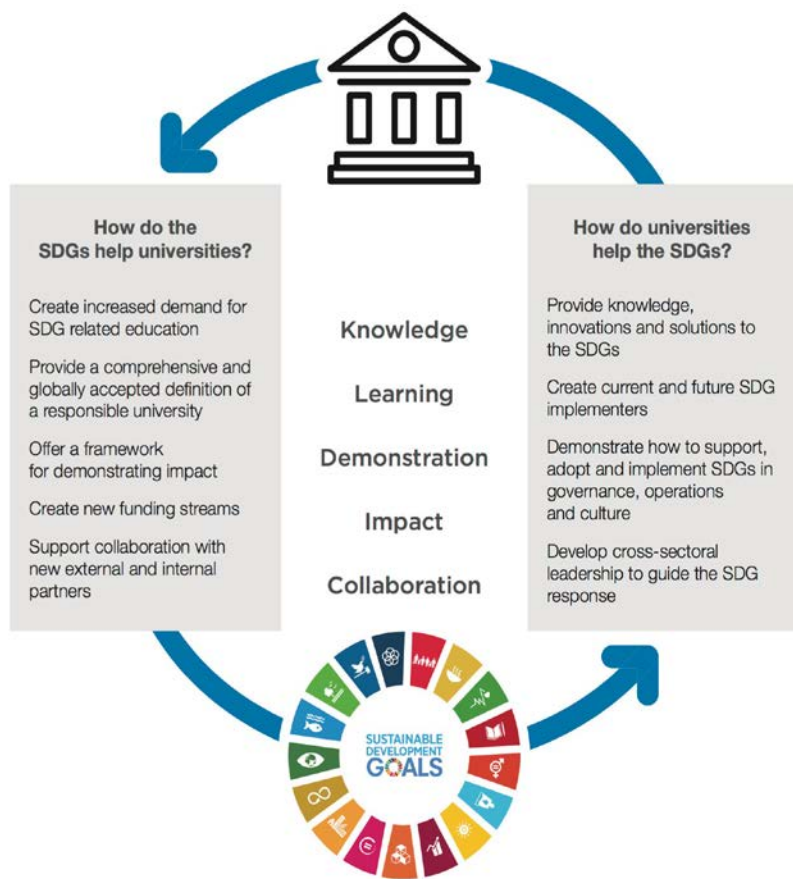 How do the
SDGs help universities?
Create increased demand for
SDG related education
Provide a comprehensive and
globally accepted definition of
a responsible university
Offer a framework
for demonstrating impact
Create new funding streams
Support collaboration with
new external and internal
partners
Knowledge
Learning
Demonstration
Impact
Collaboration
How do universities
help the SDGs?
Provide knowledge,
innovations and solutions to
the SDGs
Create current and future SDG
implementers
Demonstrate how to support,
adopt and implement SDGs in
governance, operations
and culture
Develop cross-sectoral
leadership to guide the SDG
response
SUSTAINABLE
DEVELOPMENT
GOALS